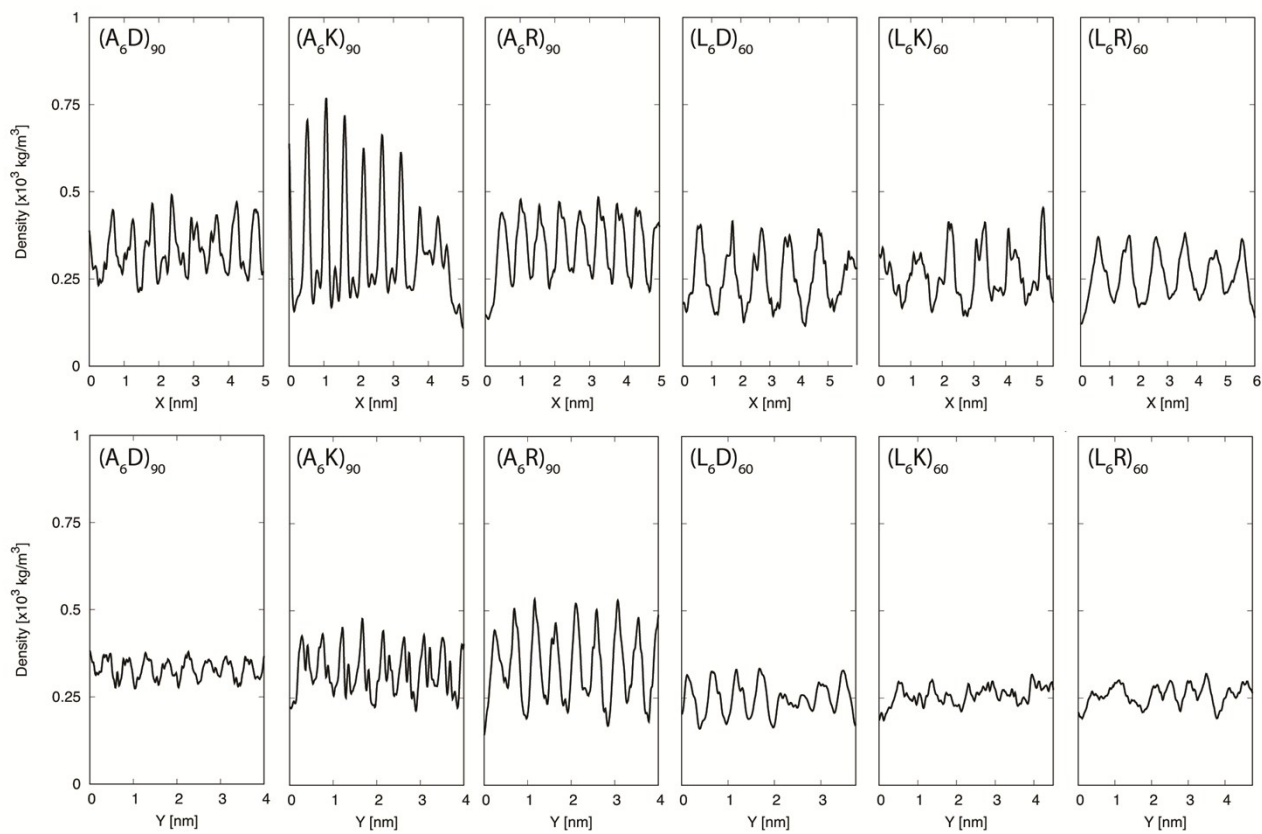 (A6D)90 (A6K)90 (A6R)90 (L6D)60 (L6K)60 (L6R)60
1
0.75
0.5
0.25
0
Density [x10³ kg/m³]
0 1 2 3 4 5 0 1 2 3 4 5 0 1 2 3 4 5 0 1 2 3 4 5 0 1 2 3 4 5 0 1 2 3 4 5 6
X [nm] X [nm] X [nm] X [nm] X [nm] X [nm]
(A6D)90 (A6K)90 (A6R)90 (L6D)60 (L6K)60 (L6R)60
1
0.75
0.5
0.25
0
Density [x10³ kg/m³]
0 1 2 3 4 0 1 2 3 4 0 1 2 3 4 0 1 2 3 0 1 2 3 4 0 1 2 3 4
Y [nm] Y [nm] Y [nm] Y [nm] Y [nm] Y [nm]